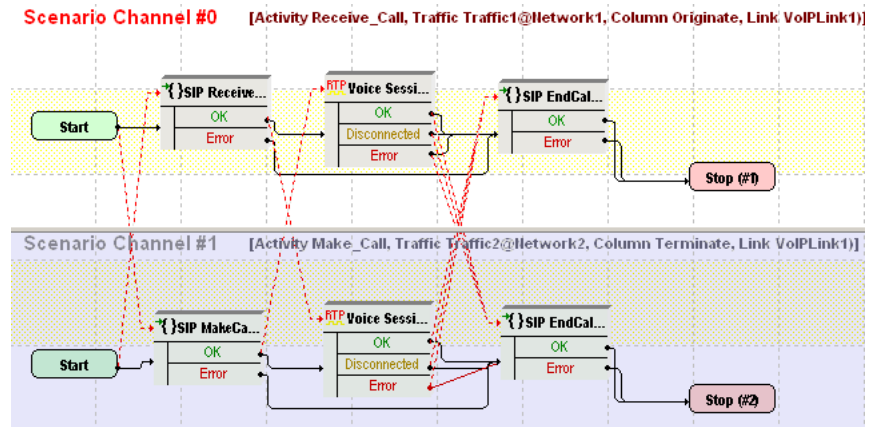 Scenario Channel #0 [Activity Receive_Call, Traffic Traffic1@Network1, Column Originate, Link VoIPLink1)]
{}SIP Receive...
OK
Error
RTP Voice Sessi...
OK
Disconnected
Error
{}SIP EndCal...
OK
Error
Start
Stop (#1)
Scenario Channel #1 [Activity Make_Call, Traffic Traffic2@Network2, Column Terminate, Link VoIPLink1)]
{}SIP MakeCa...
OK
Error
RTP Voice Sessi...
OK
Disconnected
Error
{}SIP EndCal...
OK
Error
Start
Stop (#2)